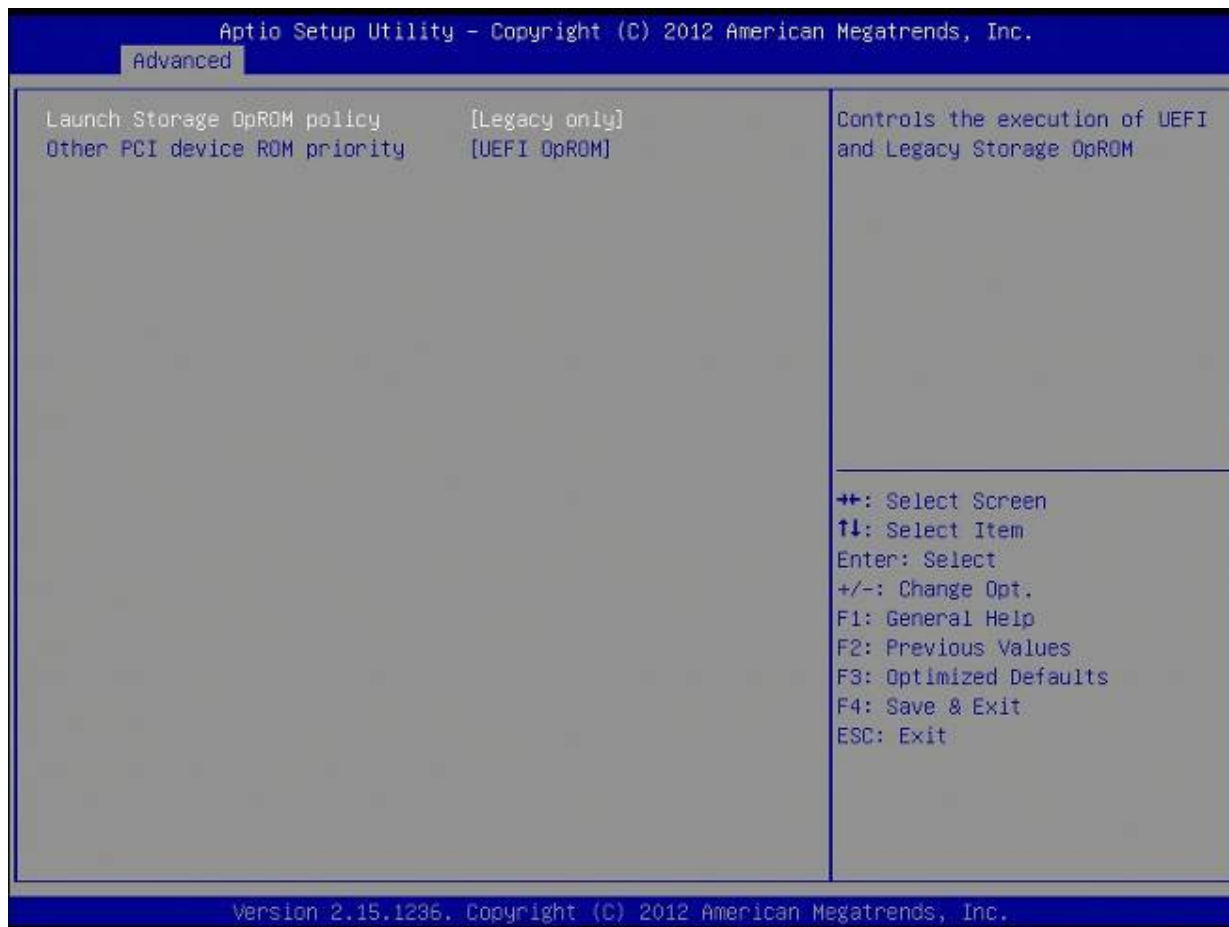 Aptio Setup Utility – Copyright (C) 2012 American Megatrends, Inc.
Advanced
Launch Storage OpROM policy [Legacy only]
Other PCI device ROM priority [UEFI OpROM]
Controls the execution of UEFI
and Legacy Storage OpROM
→←: Select Screen
↑↓: Select Item
Enter: Select
+/-: Change Opt.
F1: General Help
F2: Previous Values
F3: Optimized Defaults
F4: Save & Exit
ESC: Exit
Version 2.15.1236. Copyright (C) 2012 American Megatrends, Inc.